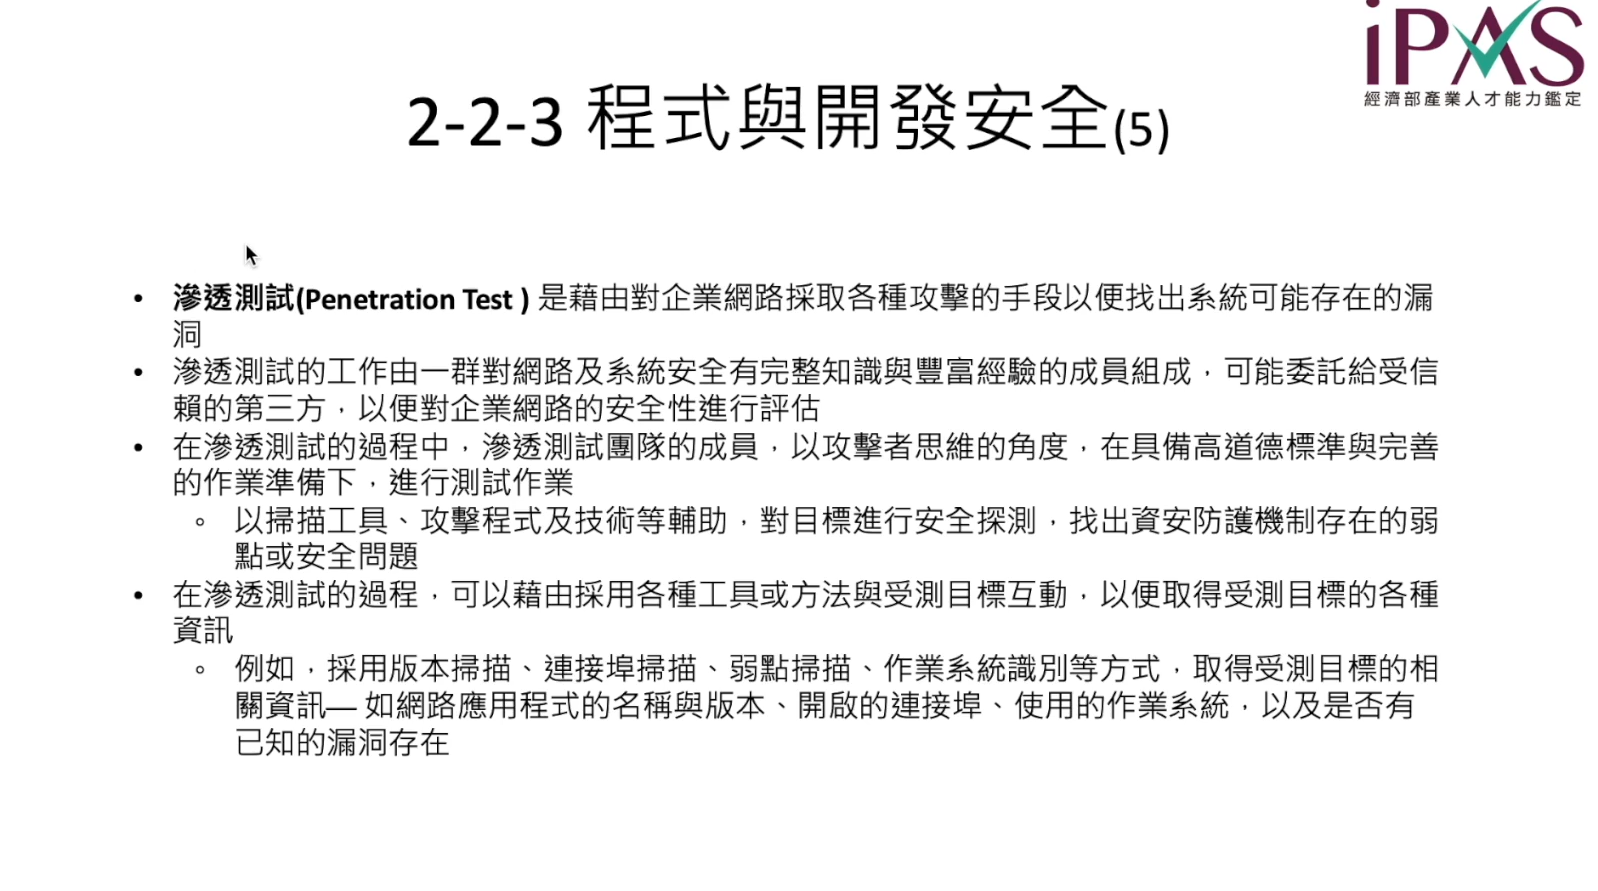 iPAS
經濟部產業人才能力鑑定
2-2-3 程式與開發安全(5)
• 滲透測試(Penetration Test ) 是藉由對企業網路採取各種攻擊的手段以便找出系統可能存在的漏
洞
• 滲透測試的工作由一群對網路及系統安全有完整知識與豐富經驗的成員組成，可能委託給受信
賴的第三方，以便對企業網路的安全性進行評估
• 在滲透測試的過程中，滲透測試團隊的成員，以攻擊者思維的角度，在具備高道德標準與完善
的作業準備下，進行測試作業
◦ 以掃描工具、攻擊程式及技術等輔助，對目標進行安全探測，找出資安防護機制存在的弱
點或安全問題
• 在滲透測試的過程，可以藉由採用各種工具或方法與受測目標互動，以便取得受測目標的各種
資訊
◦ 例如，採用版本掃描、連接埠掃描、弱點掃描、作業系統識別等方式，取得受測目標的相
關資訊— 如網路應用程式的名稱與版本、開啟的連接埠、使用的作業系統，以及是否有
已知的漏洞存在